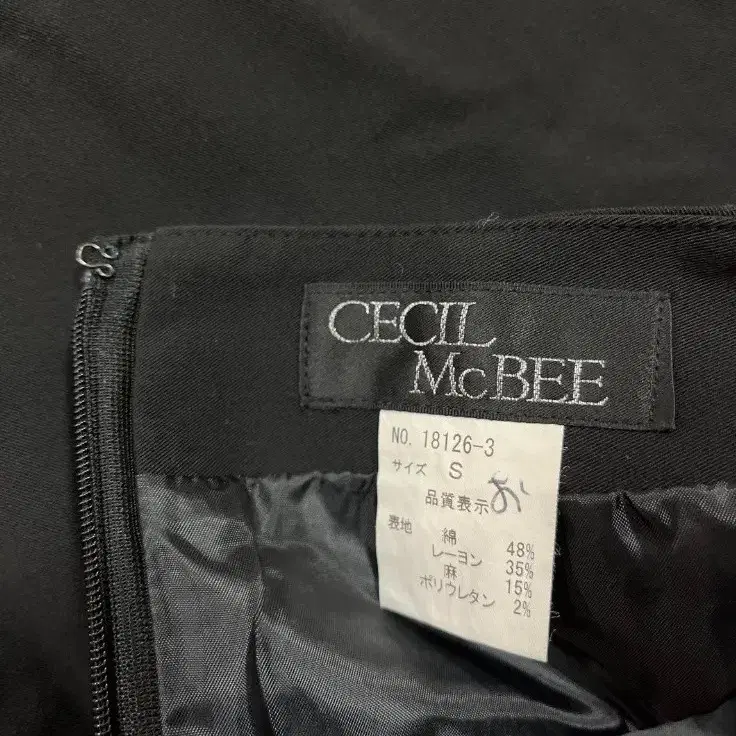 CECIL
McBEE
NO. 18126-3
サイズ S
品質表示
表地 綿 48%
レーヨン 35%
麻 15%
ポリウレタン 2%